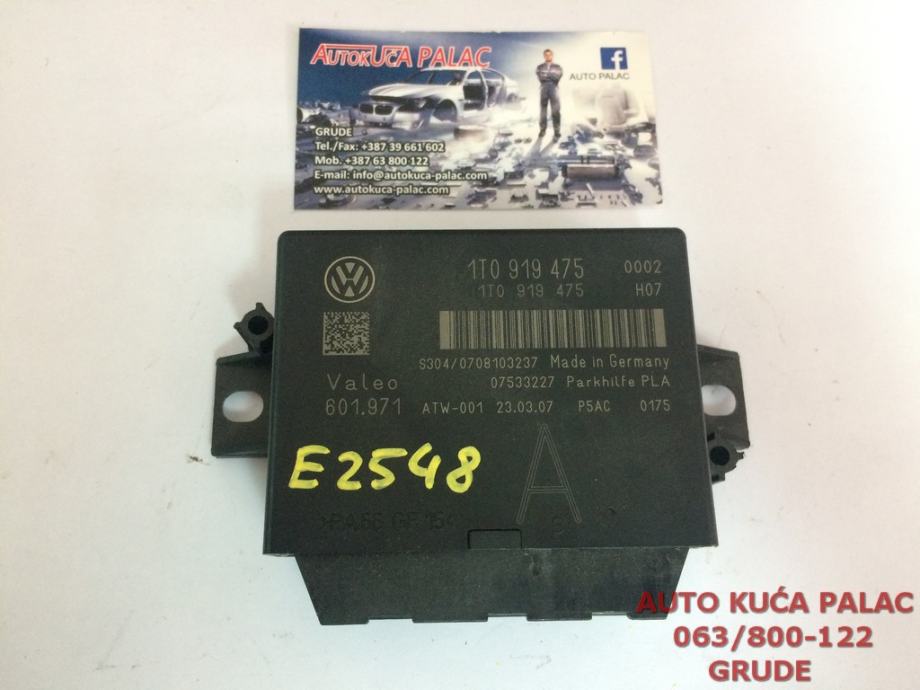 AUTOKUĆA PALAC
f
AUTO PALAC
GRUDE
Tel./Fax: +387 39 661 602
Mob. +387 63 800 122
E-mail: info@autokuca-palac.com
www.autokuca-palac.com
1T0 919 475 0002
1T0 919 475 H07
S304/0708103237 Made in Germany
Valeo 07533227 Parkhilfe PLA
601.971 ATW-001 23.03.07 P5AC 0175
A
E2548
>PA66 GF 15<
AUTO KUĆA PALAC
063/800-122
GRUDE